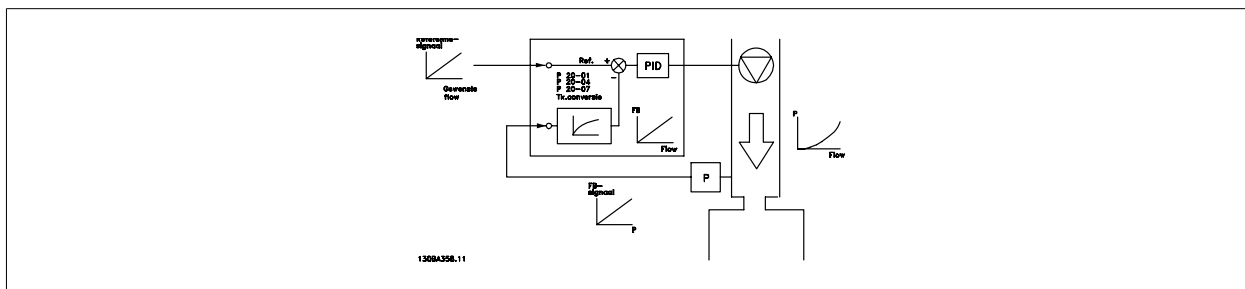 signaal
Gewenste
flow
Ref.
+
-
PID
P 20-01
P 20-04
P 20-07
Tk.conversie
FB
Flow
P
Flow
P
FB-
signaal
P
130BA358.11